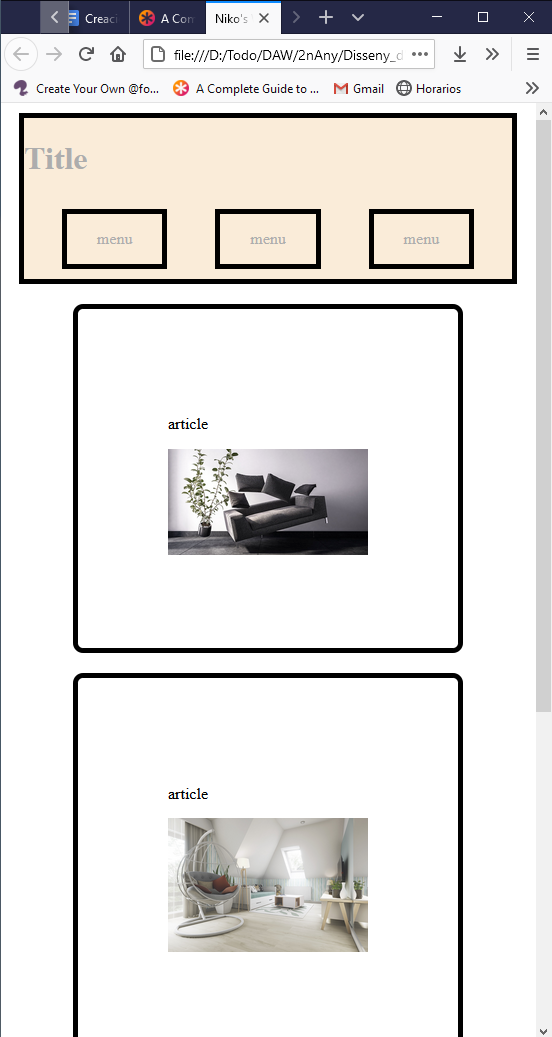 Creaci
A Con
Niko's
file:///D:/Todo/DAW/2nAny/Disseny_d
Create Your Own @fo...
A Complete Guide to ...
Gmail
Horarios
Title
menu
menu
menu
article
article